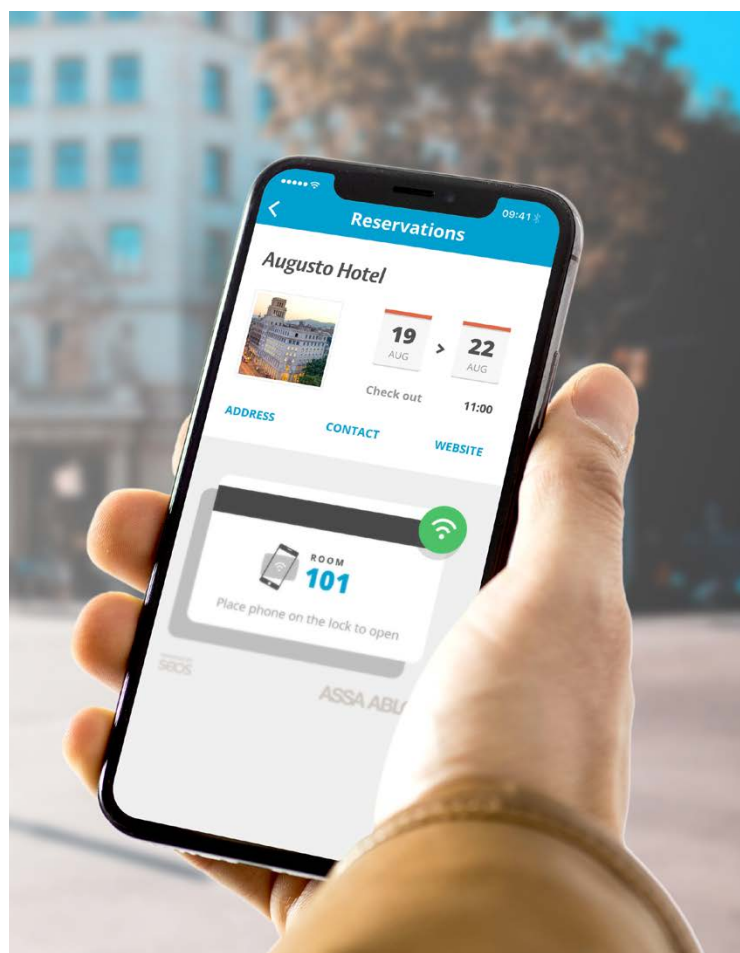 09:41
Reservations
Augusto Hotel
19 > 22
AUG AUG
Check out 11:00
ADDRESS CONTACT WEBSITE
ROOM
101
Place phone on the lock to open
seos
ASSA ABLO